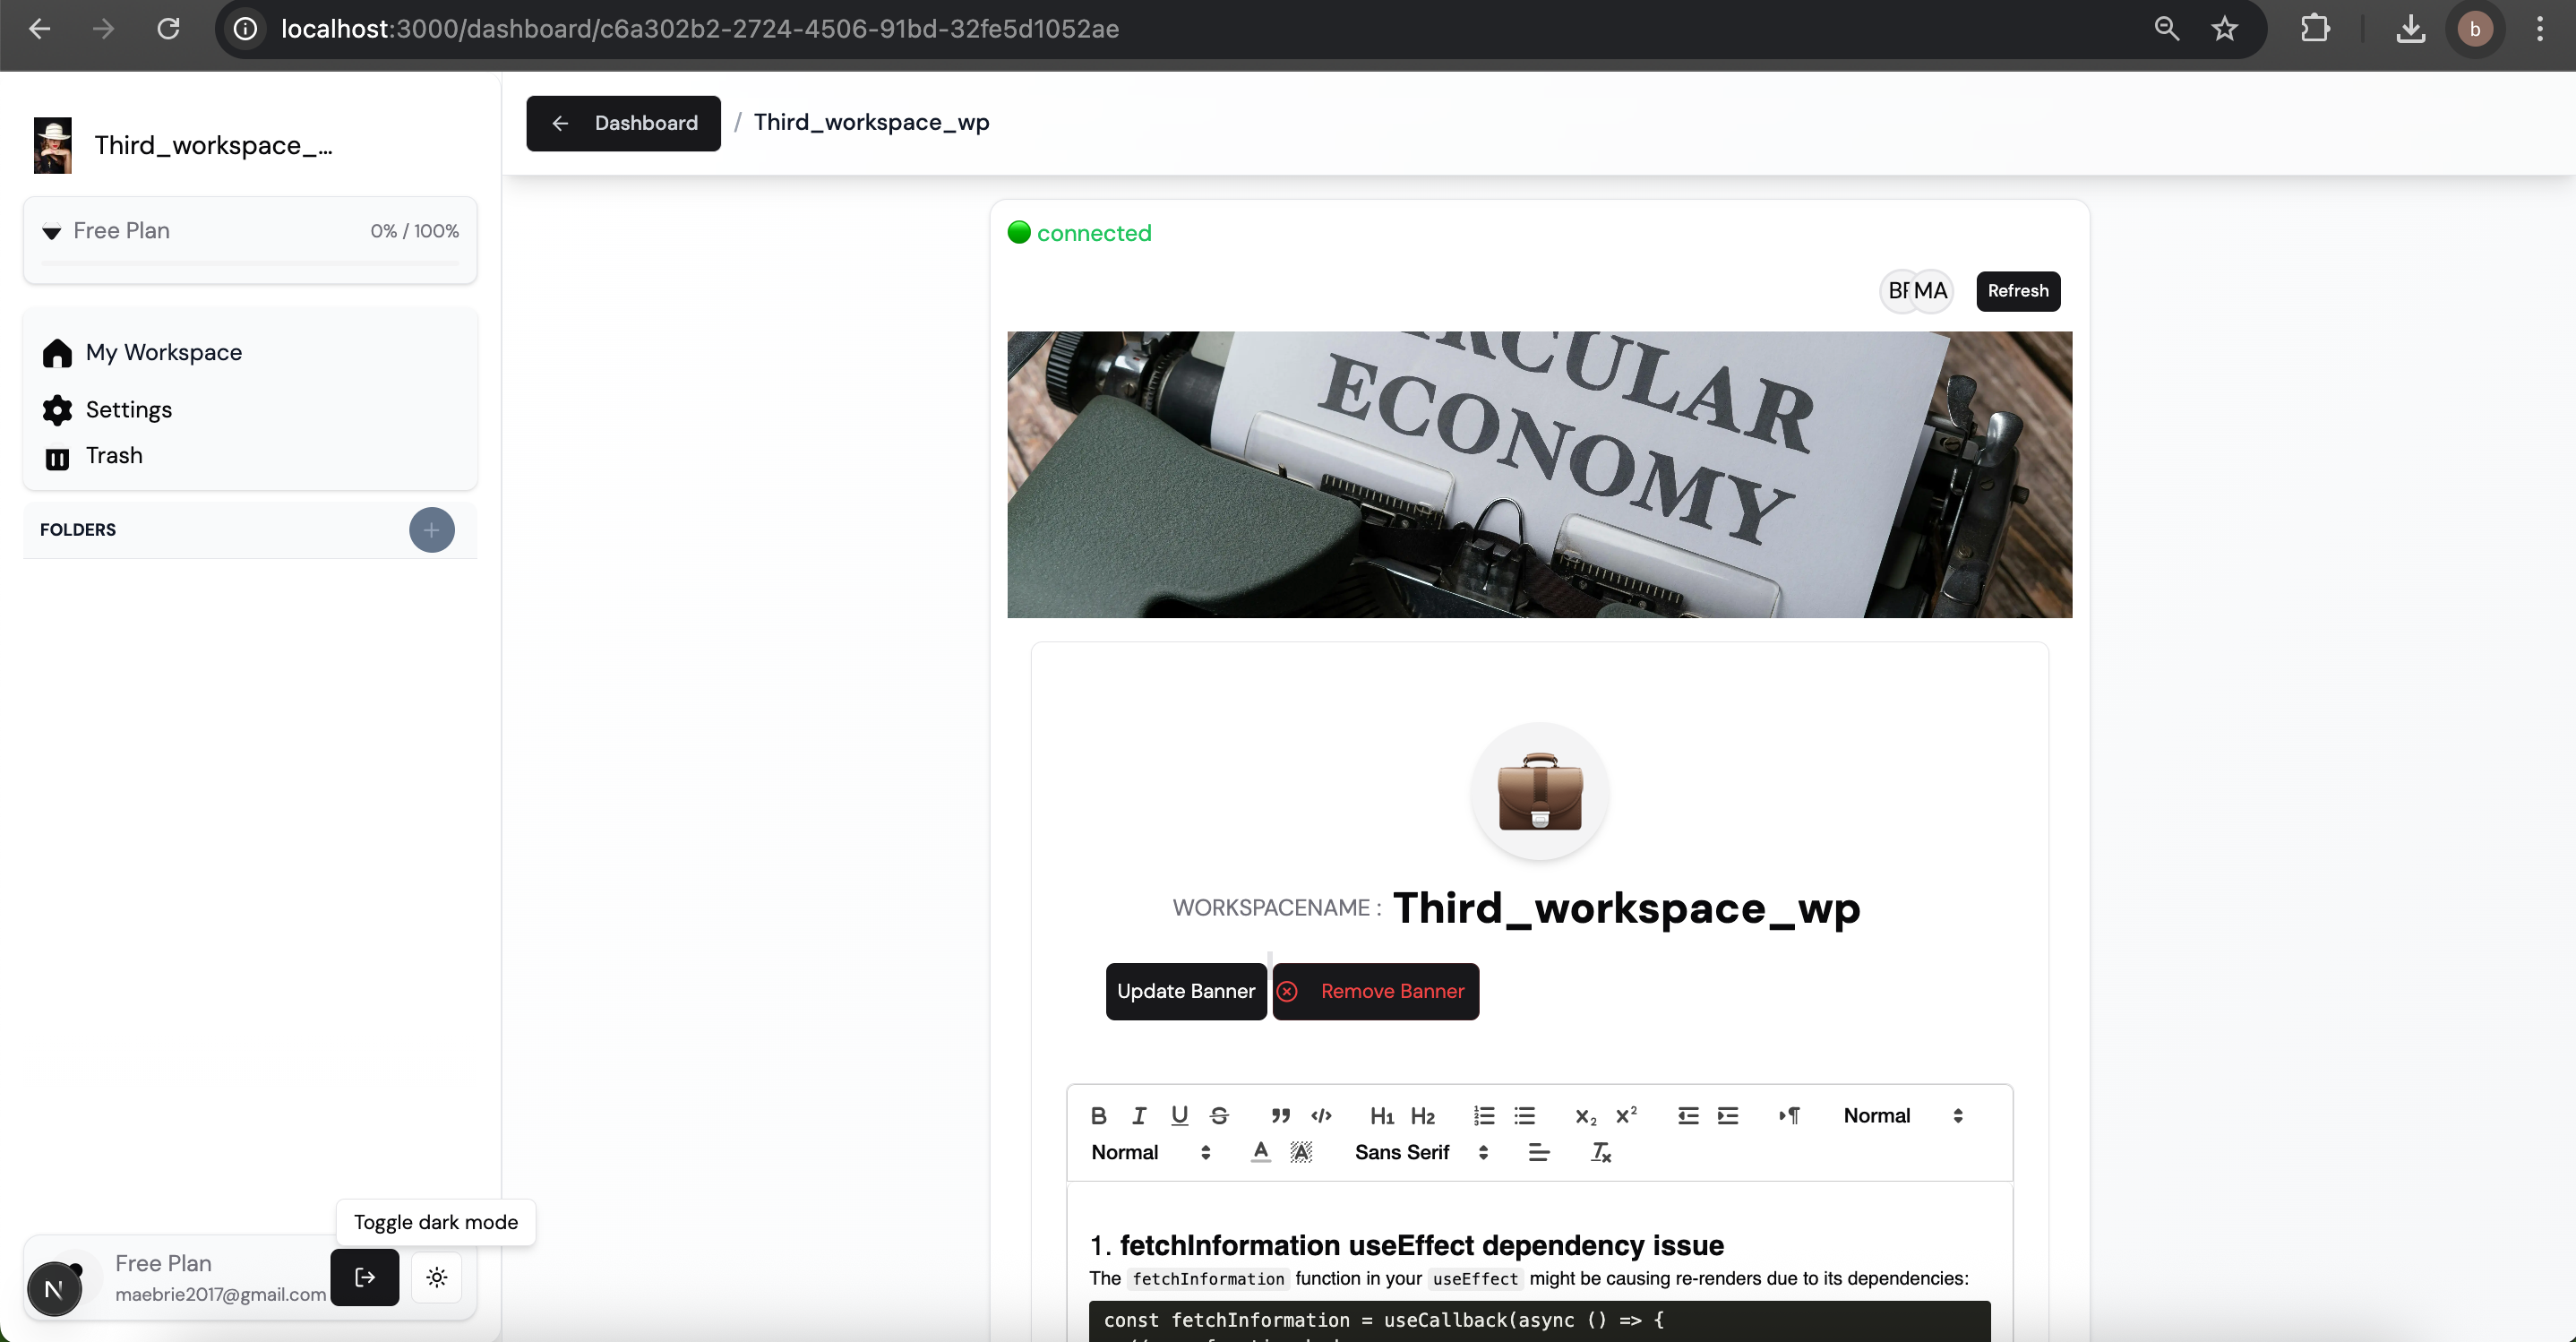 localhost:3000/dashboard/c6a302b2-2724-4506-91bd-32fe5d1052ae
b
Third_workspace_...
Dashboard / Third_workspace_wp
Free Plan 0% / 100%
My Workspace
Settings
Trash
FOLDERS
connected
MA Refresh
CULAR
ECONOMY
WORKSPACENAME : Third_workspace_wp
Update Banner Remove Banner
B I U S H1 H2 x2 x2 Normal
Normal A A Sans Serif Tx
1. fetchInformation useEffect dependency issue
The fetchInformation function in your useEffect might be causing re-renders due to its dependencies:
const fetchInformation = useCallback(async () => {
Toggle dark mode
Free Plan
maebrie2017@gmail.com
N